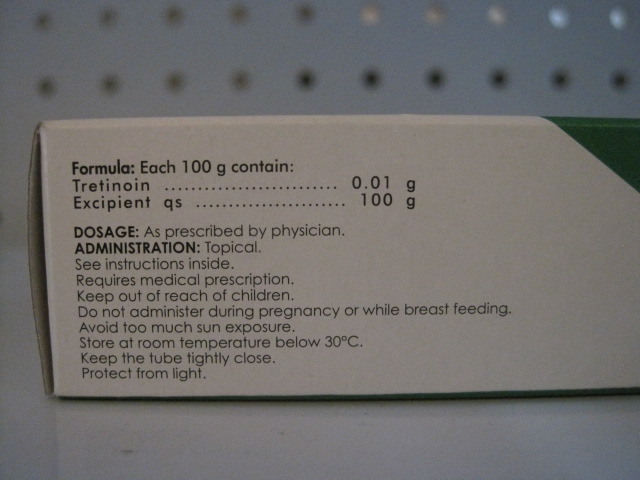 Formula: Each 100 g contain:
Tretinoin .......................... 0.01 g
Excipient qs ...................... 100 g
DOSAGE: As prescribed by physician.
ADMINISTRATION: Topical.
See instructions inside.
Requires medical prescription.
Keep out of reach of children.
Do not administer during pregnancy or while breast feeding.
Avoid too much sun exposure.
Store at room temperature below 30ºC.
Keep the tube tightly close.
Protect from light.